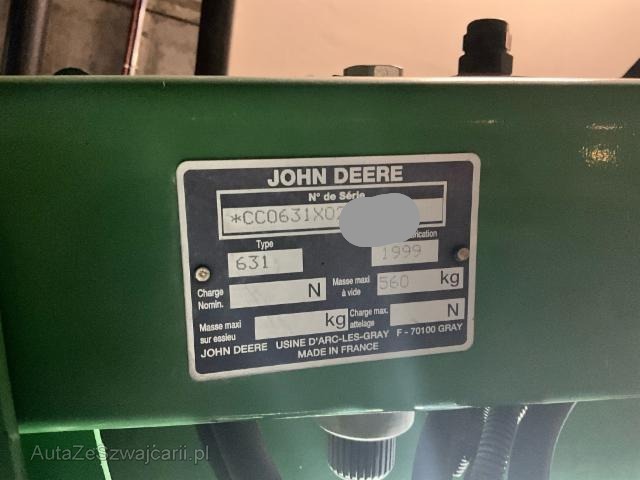 JOHN DEERE
N° de Série
*CC0631X02
Type
631 1999
Charge Nomin. N
Masse maxi à vide 560 kg
Masse maxi sur essieu kg
Charge max. attelage N
JOHN DEERE USINE D'ARC-LES-GRAY F - 70100 GRAY
MADE IN FRANCE
AutaZeSzwajcarii.pl